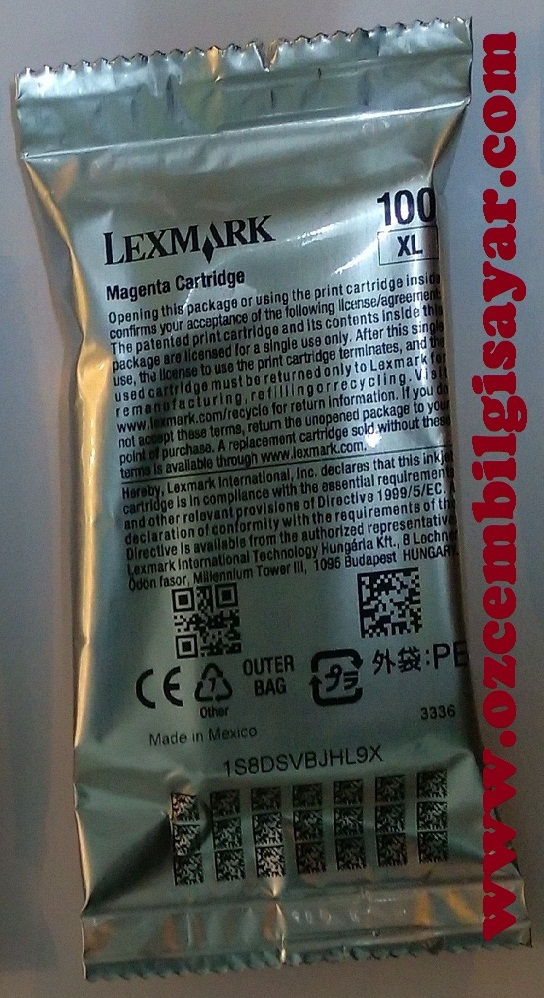 LEXMARK
100
XL
Magenta Cartridge
Opening this package or using the print cartridge inside
confirms your acceptance of the following license/agreement:
The patented print cartridge and its contents inside this
package are licensed for a single use only. After this single
use, the license to use the print cartridge terminates, and the
used cartridge must be returned only to Lexmark for
remanufacturing, refilling or recycling. Visit
www.lexmark.com/recycle for return information. If you do
not accept these terms, return the unopened package to your
point of purchase. A replacement cartridge sold without these
terms is available through www.lexmark.com.
Hereby, Lexmark International, Inc. declares that this inkjet
cartridge is in compliance with the essential requirement
and other relevant provisions of Directive 1999/5/EC. A
declaration of conformity with the requirements of the
Directive is available from the authorized representative
Lexmark International Technology Hungária Kft., 8 Lechner
Ödön fasor, Millennium Tower III, 1095 Budapest HUNGARY
CE
7
Other
OUTER
BAG
プラ
外袋:PE
3336
Made in Mexico
1S8DSVBJHL9X
www.ozcembilgisayar.com